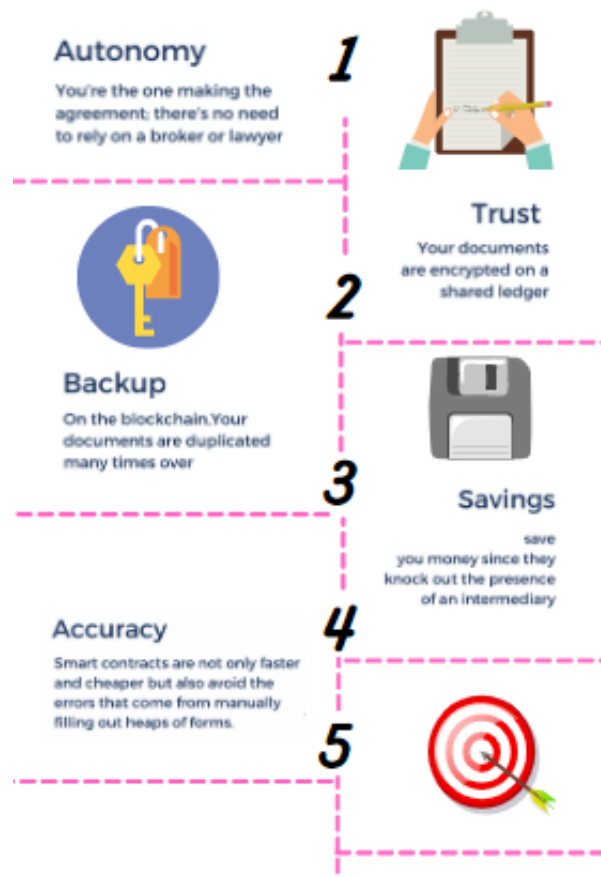 Autonomy
You're the one making the
agreement; there's no need
to rely on a broker or lawyer
1
Trust
Your documents
are encrypted on a
shared ledger
2
Backup
On the blockchain,Your
documents are duplicated
many times over
3
Savings
save
you money since they
knock out the presence
of an intermediary
4
Accuracy
Smart contracts are not only faster
and cheaper but also avoid the
errors that come from manually
filling out heaps of forms.
5